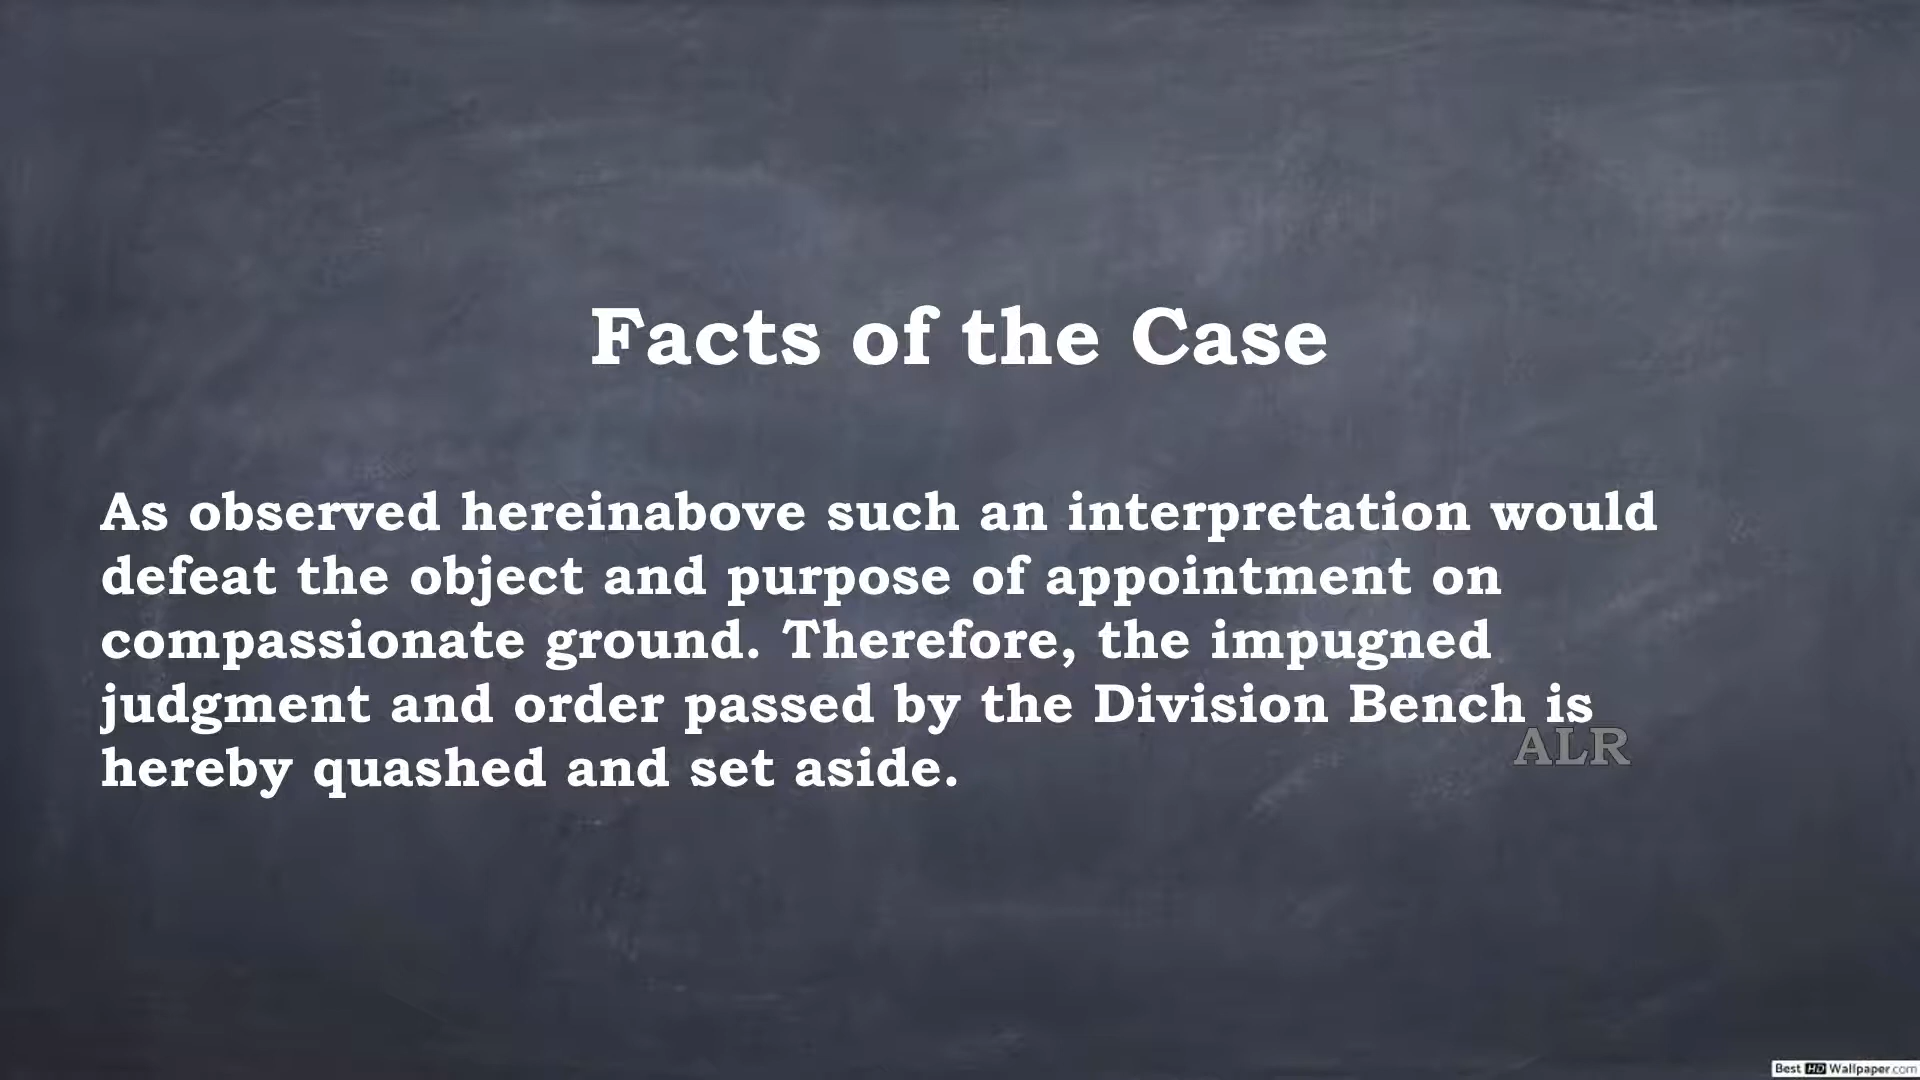 Facts of the Case
As observed hereinabove such an interpretation would
defeat the object and purpose of appointment on
compassionate ground. Therefore, the impugned
judgment and order passed by the Division Bench is
hereby quashed and set aside.
ALR
Best HD Wallpaper.com